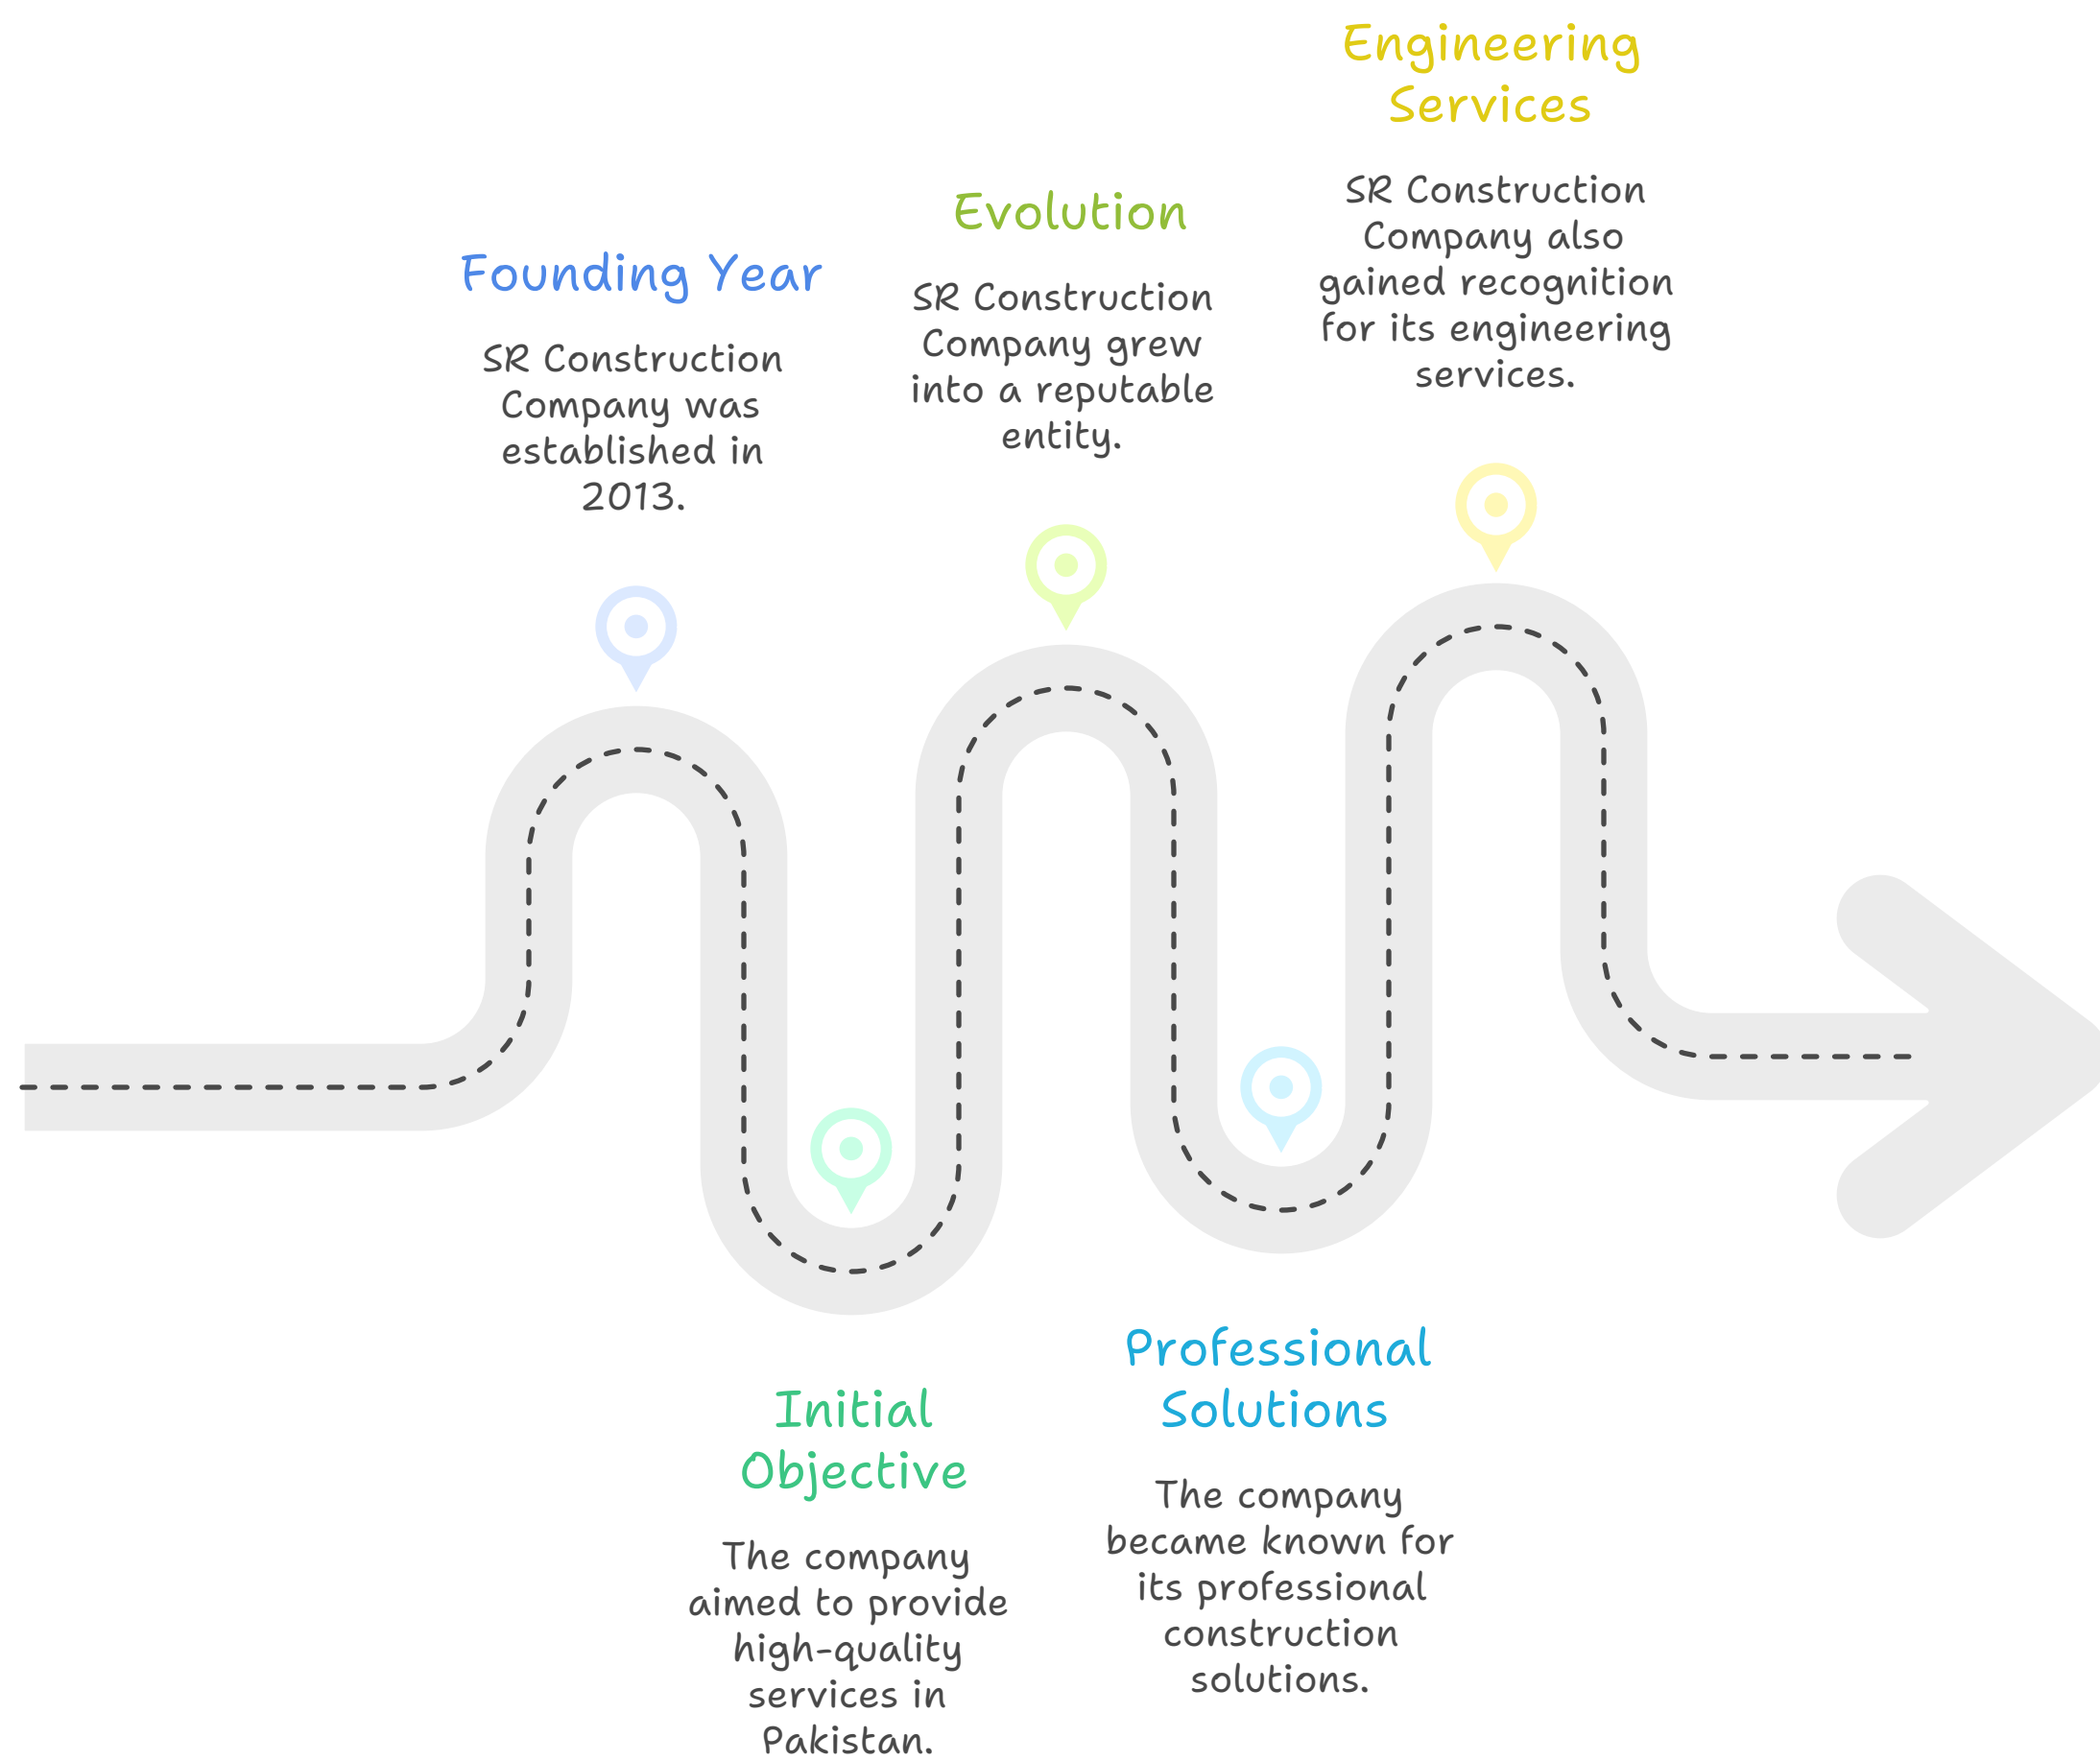 Founding Year
SR Construction
Company was
established in
2013.
Initial
Objective
The company
aimed to provide
high-quality
services in
Pakistan.
Evolution
SR Construction
Company grew
into a reputable
entity.
Professional
Solutions
The company
became known for
its professional
construction
solutions.
Engineering
Services
SR Construction
Company also
gained recognition
for its engineering
services.